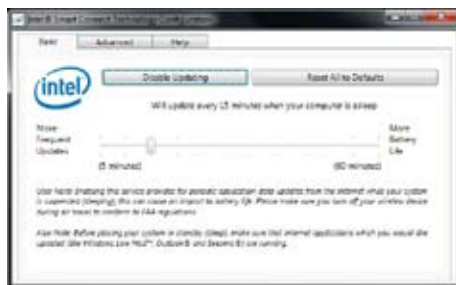 Intel® Smart Connect Technology
Basic Advanced Help
intel
Disable Updating Reset All to Defaults
Will update every 15 minutes when your computer is asleep
More Frequent Updates
More Battery Life
(5 minutes) (60 minutes)
User Note: Enabling this service provides for periodic application data updates from the internet while your system
is suspended (sleeping), this can cause an impact to battery life. Please make sure you turn off your wireless device
during air travel to conform to FAA regulations.
Also Note: Before placing your system in standby (sleep), make sure that internet applications which you would like
updated (like Windows Live Mail™, Outlook® and Seesmic®) are running.